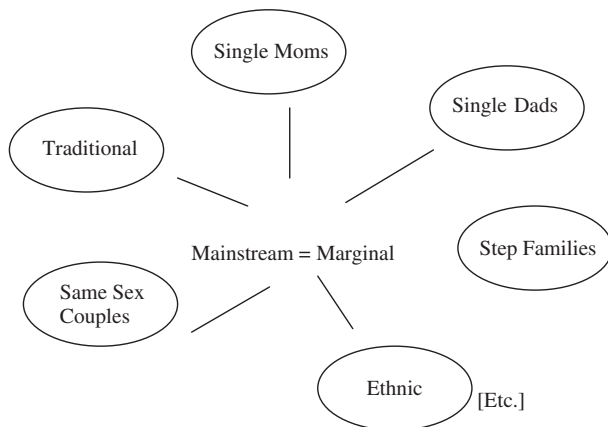 Single Moms
Single Dads
Traditional
Mainstream = Marginal
Step Families
Same Sex
Couples
Ethnic
[Etc.]